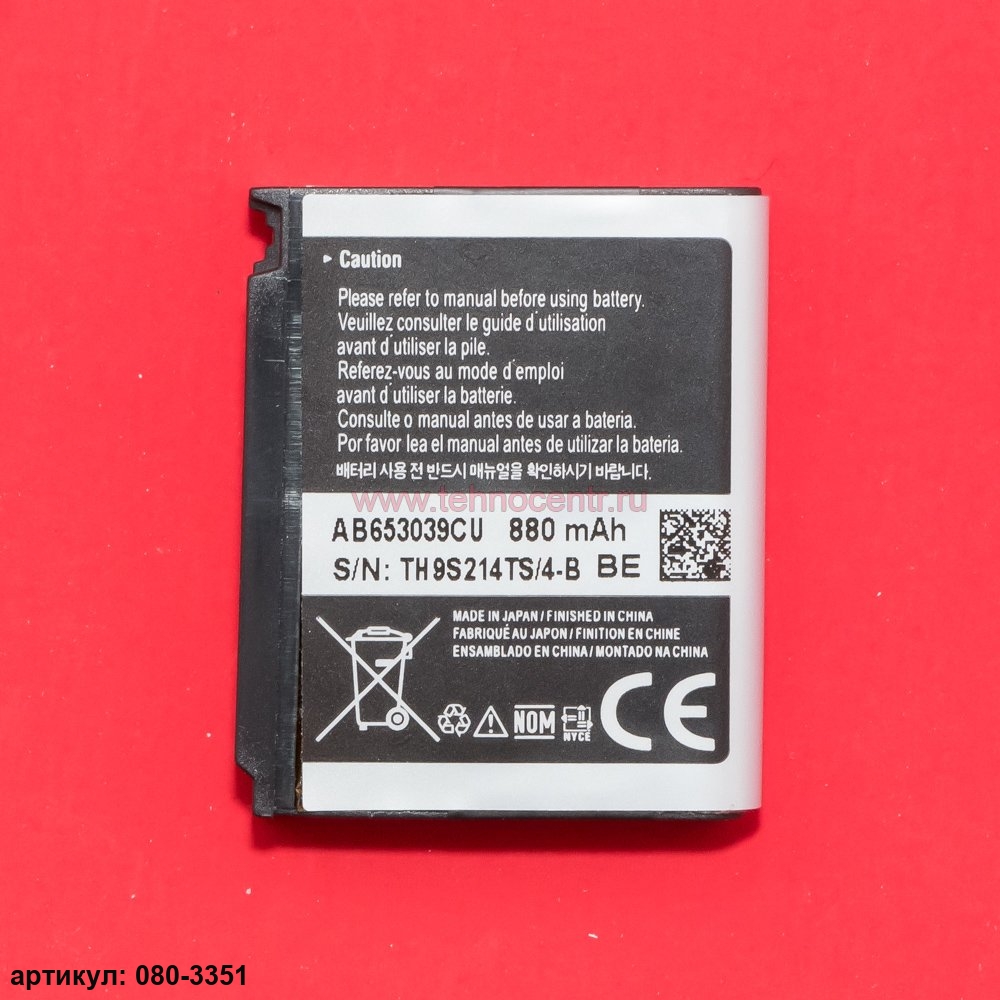 ▸ Caution
Please refer to manual before using battery.
Veuillez consulter le guide d'utilisation
avant d'utiliser la pile.
Referez-vous au mode d'emploi
avant d'utiliser la batterie.
Consulte o manual antes de usar a bateria.
Por favor lea el manual antes de utilizar la bateria.
배터리 사용 전 반드시 매뉴얼을 확인하시기 바랍니다.
www.tehnocentr.ru
AB653039CU 880 mAh
S/N: TH9S214TS/4-B BE
MADE IN JAPAN / FINISHED IN CHINA
FABRIQUÉ AU JAPON / FINITION EN CHINE
ENSAMBLADO EN CHINA / MONTADO NA CHINA
NOM
NYCE
CE
артикул: 080-3351